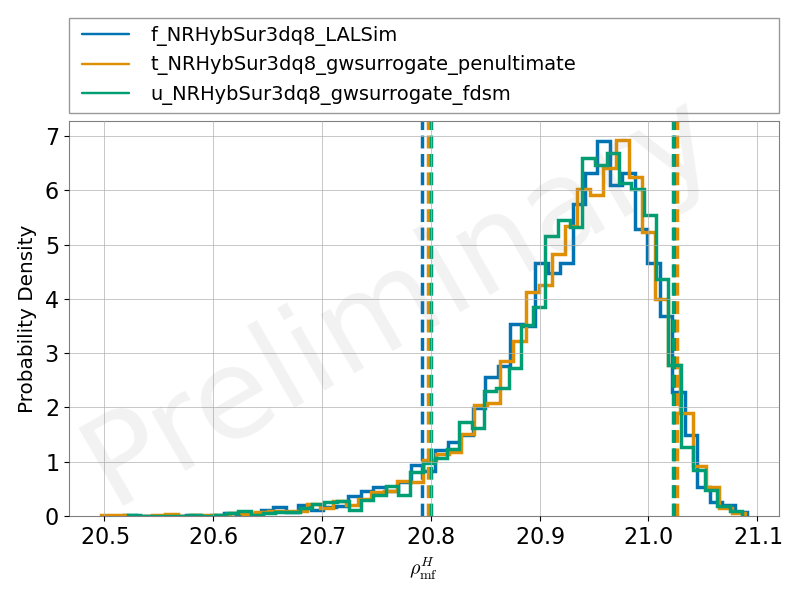 f_NRHybSur3dq8_LALSim
t_NRHybSur3dq8_gwsurrogate_penultimate
u_NRHybSur3dq8_gwsurrogate_fdsm
Preliminary
Probability Density
7
6
5
4
3
2
1
0
20.5 20.6 20.7 20.8 20.9 21.0 21.1
ρ^H_mf